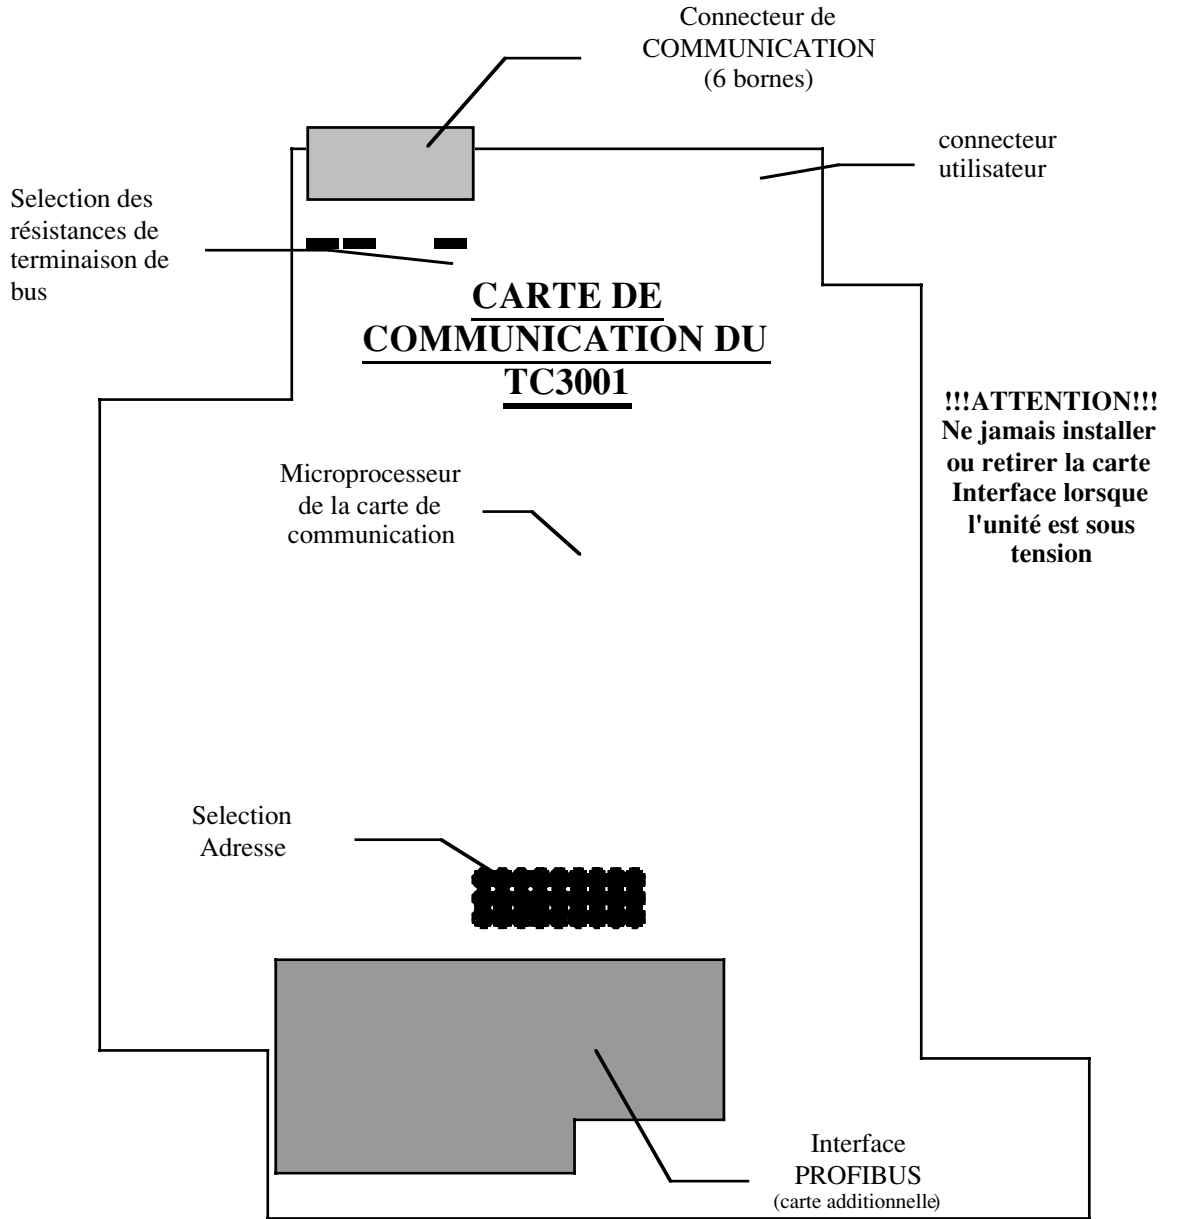 Connecteur de
COMMUNICATION
(6 bornes)
connecteur
utilisateur
Selection des
résistances de
terminaison de
bus
CARTE DE
COMMUNICATION DU
TC3001
!!!ATTENTION!!!
Ne jamais installer
ou retirer la carte
Interface lorsque
l'unité est sous
tension
Microprocesseur
de la carte de
communication
Selection
Adresse
Interface
PROFIBUS
(carte additionnelle)